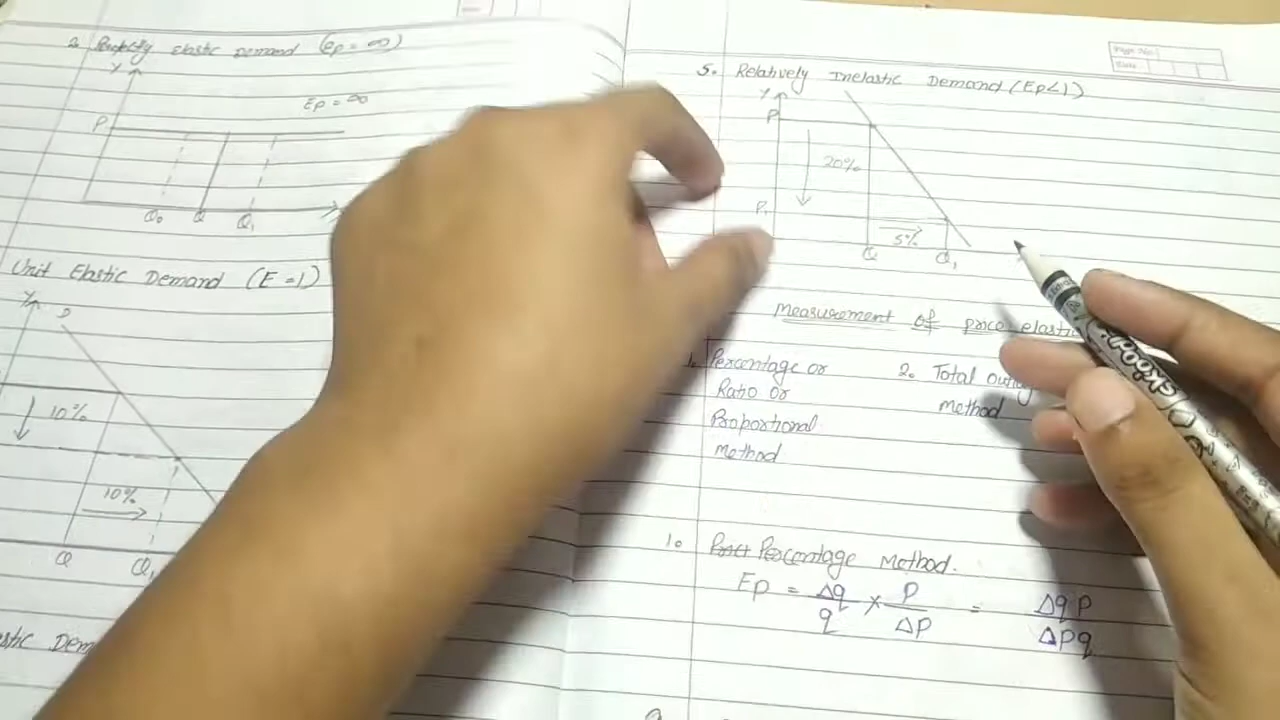 2. Perfectly elastic Demand (ep = ∞)
Y
Ep = ∞
P
Q₀ Q Q₁
Unit Elastic Demand (E = 1)
Y D
10%
10%
Q Q₁
5. Relatively Inelastic Demand (Ep<1)
Y
P
20%
P₁
5%
Q Q₁
Measurement of price
1. Percentage or
Ratio or
Proportional
Method
2. Total
Method
1. Percentage Method.
Ep = Δq/q × P/Δp = Δq p/Δp q